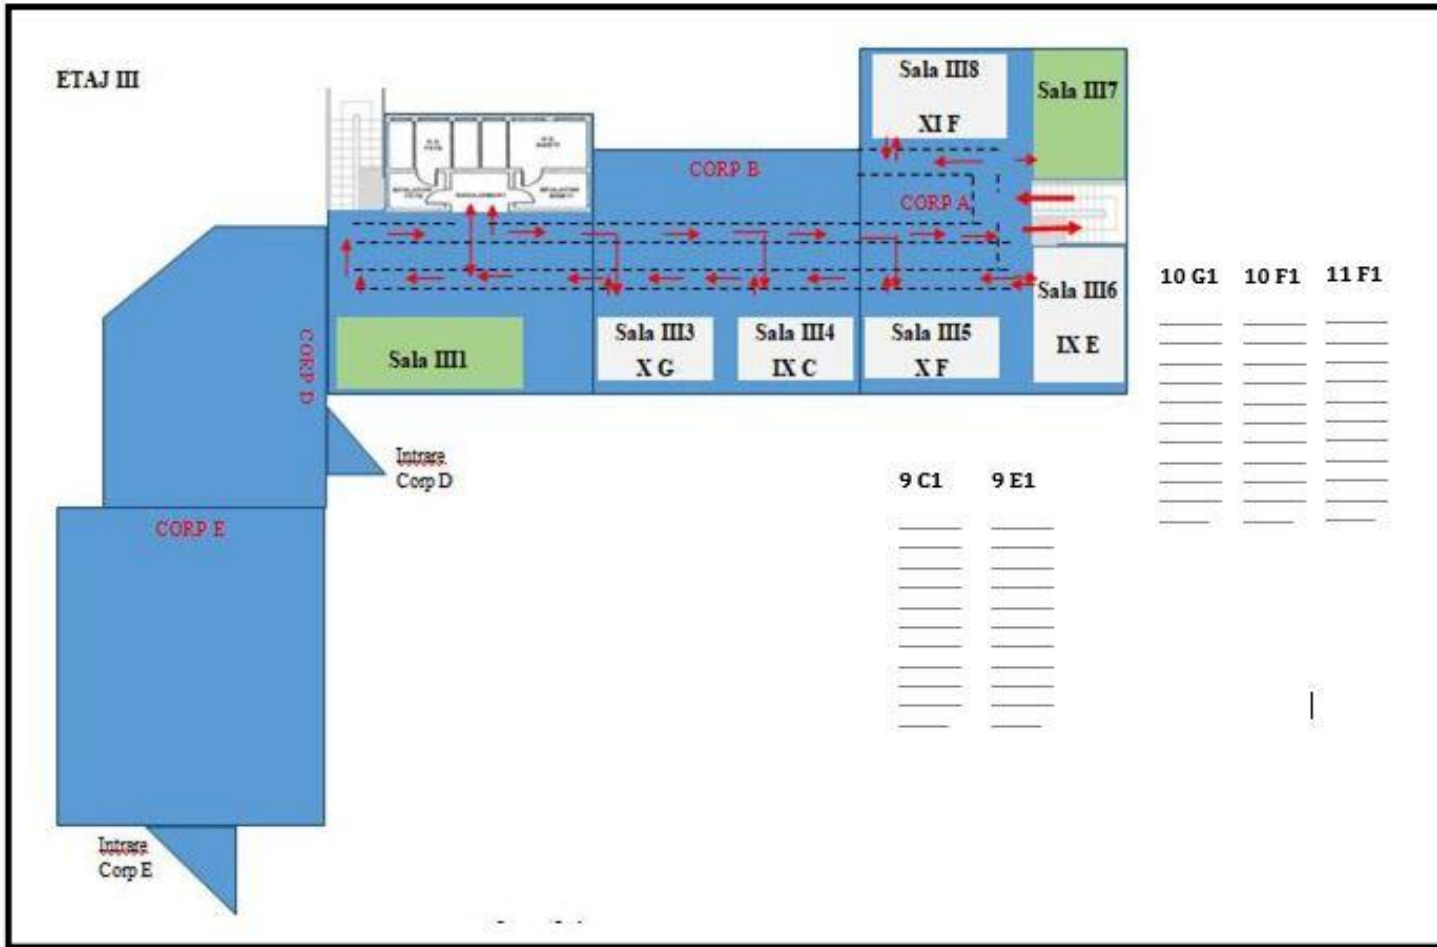 ETAJ III
Sala III8
XI F
Sala III7
CORP B
CORP A
Sala III6
IX E
Sala III1
Sala III3
X G
Sala III4
IX C
Sala III5
X F
CORP D
Intrare
Corp D
CORP E
Intrare
Corp E
10 G1 10 F1 11 F1
9 C1 9 E1